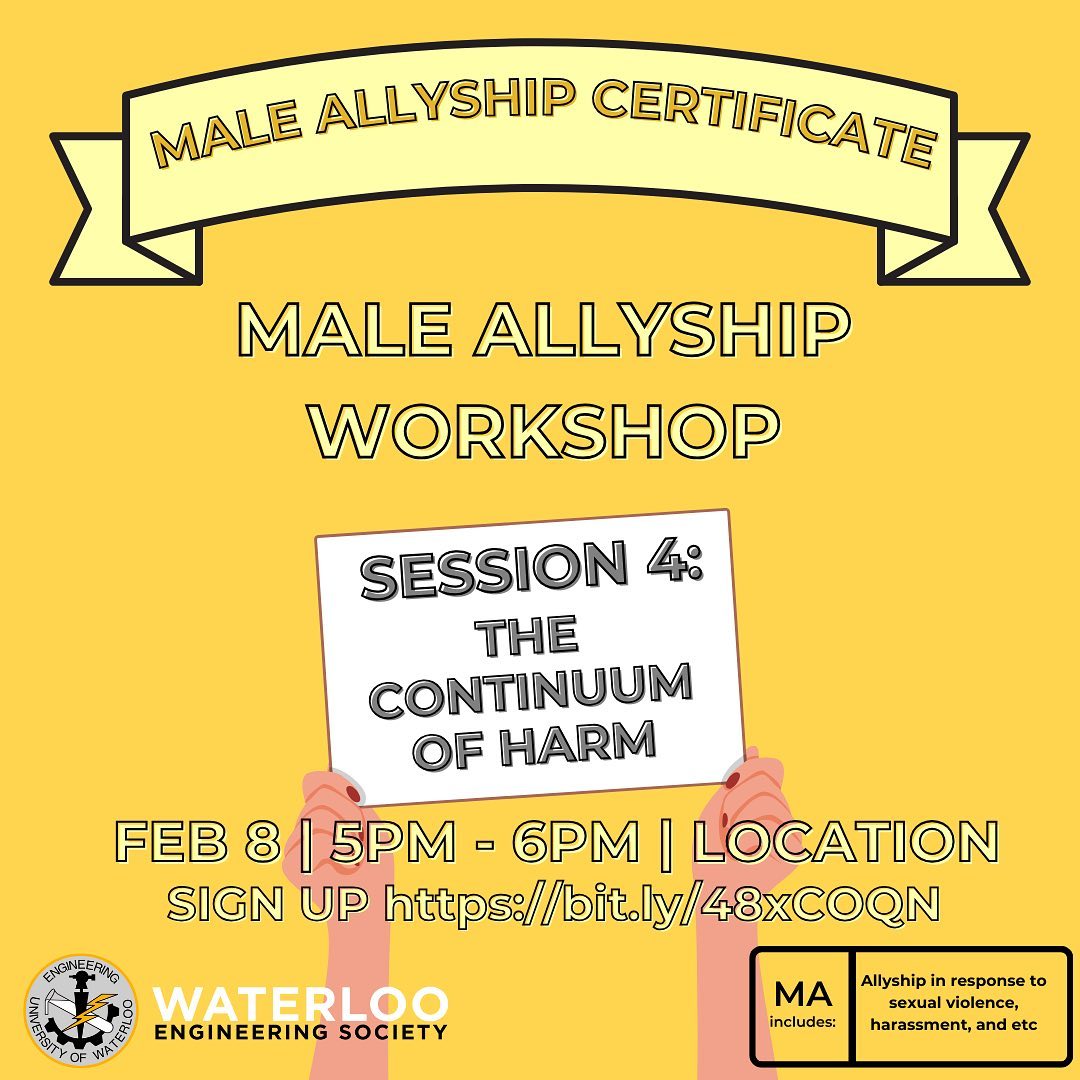 MALE ALLYSHIP CERTIFICATE
MALE ALLYSHIP
WORKSHOP
SESSION 4:
THE
CONTINUUM
OF HARM
FEB 8 | 5PM - 6PM | LOCATION
SIGN UP https://bit.ly/48xCOQN
ENGINEERING
UNIVERSITY OF WATERLOO
WATERLOO
ENGINEERING SOCIETY
MA
includes:
Allyship in response to
sexual violence,
harassment, and etc